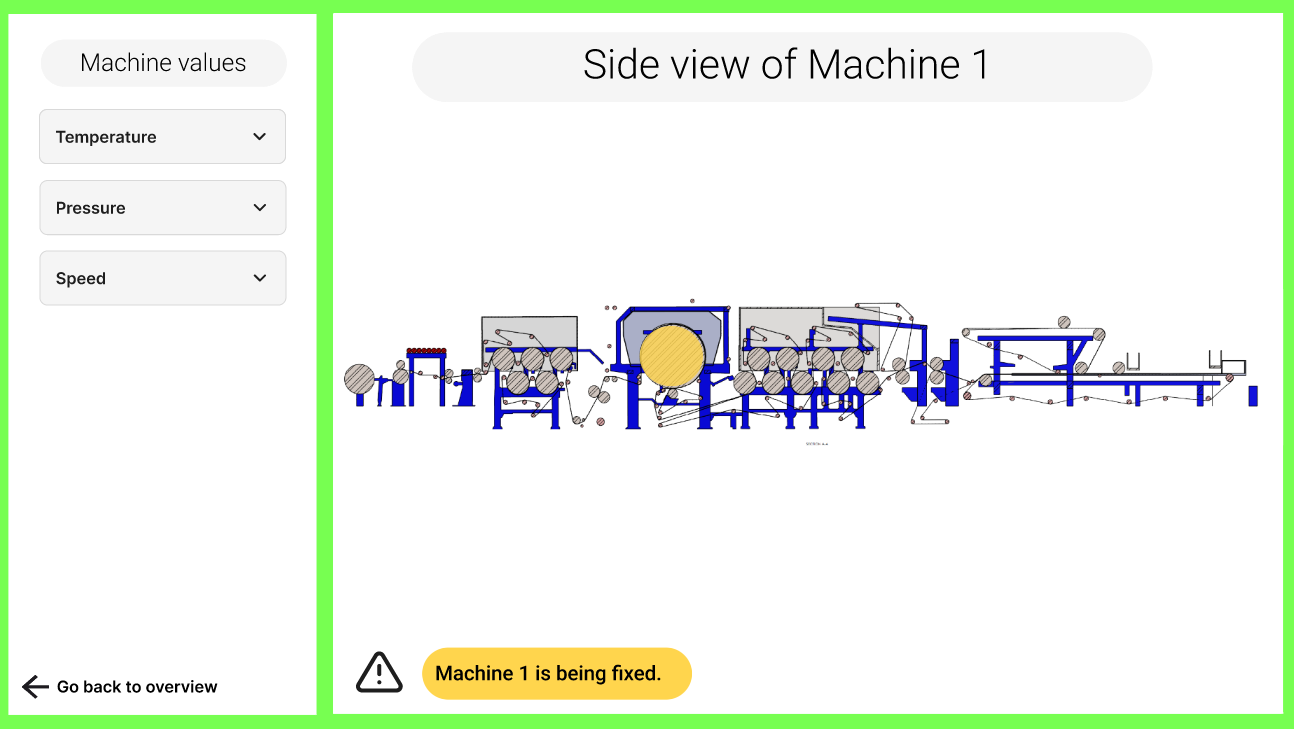 Machine values
Temperature
Pressure
Speed
Go back to overview
Side view of Machine 1
Machine 1 is being fixed.